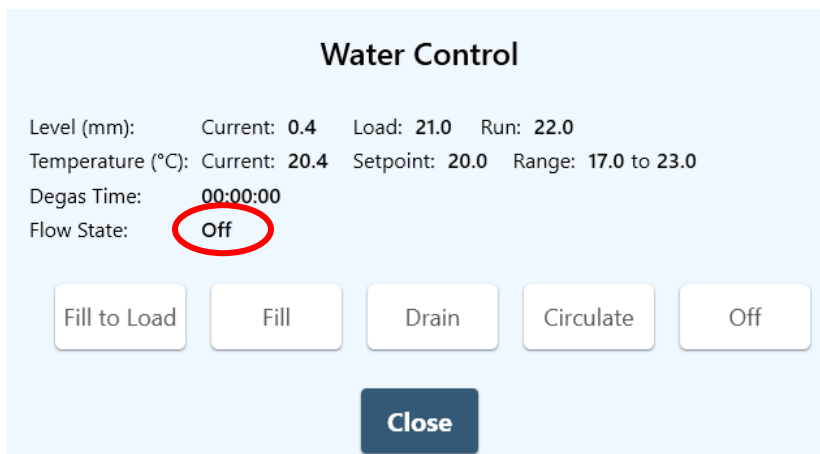 Water Control
Level (mm): Current: 0.4 Load: 21.0 Run: 22.0
Temperature (°C): Current: 20.4 Setpoint: 20.0 Range: 17.0 to 23.0
Degas Time: 00:00:00
Flow State: Off
Fill to Load Fill Drain Circulate Off
Close